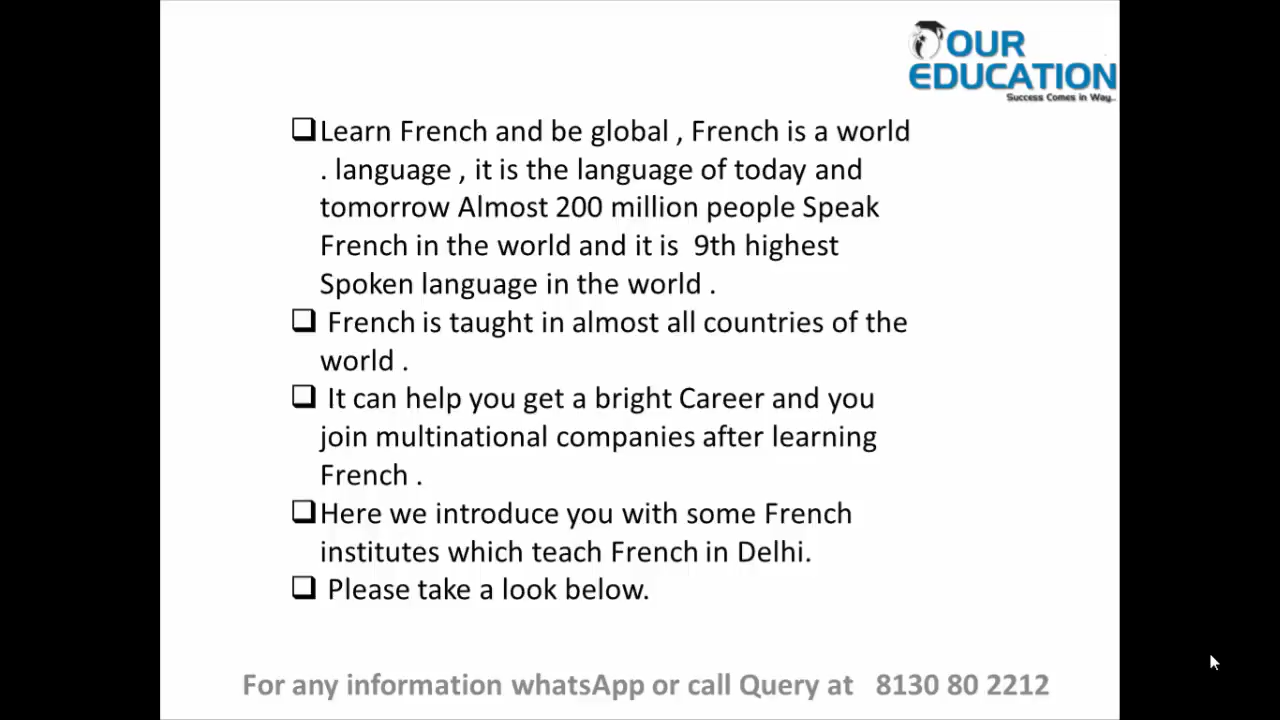 OUR
EDUCATION
Success Comes in Way..
Learn French and be global , French is a world
. language , it is the language of today and
tomorrow Almost 200 million people Speak
French in the world and it is  9th highest
Spoken language in the world .
French is taught in almost all countries of the
world .
It can help you get a bright Career and you
join multinational companies after learning
French .
Here we introduce you with some French
institutes which teach French in Delhi.
Please take a look below.
For any information whatsApp or call Query at   8130 80 2212